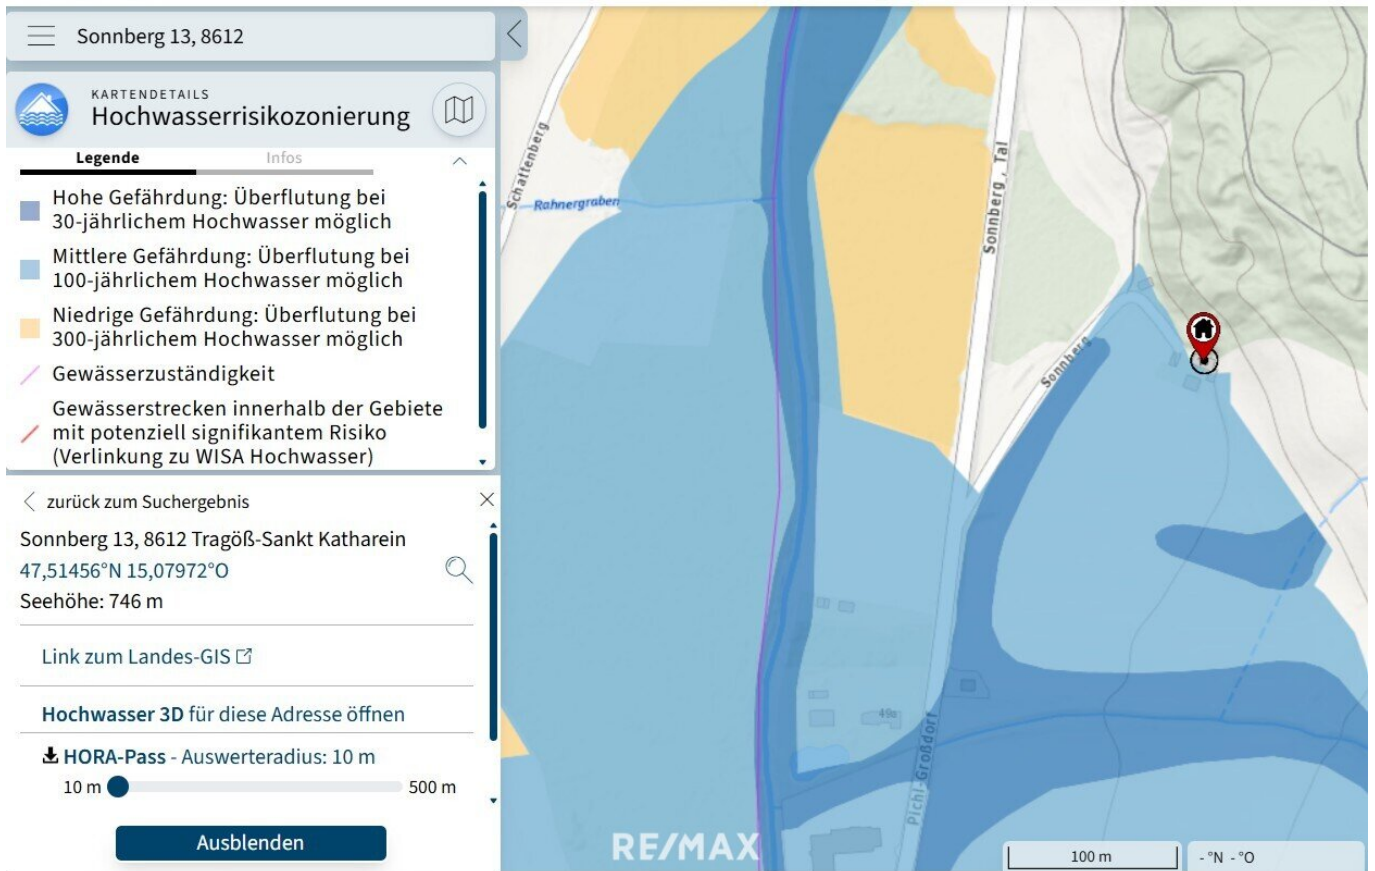 Sonnberg 13, 8612
KARTENDETAILS
Hochwasserrisikozonierung
Legende
Infos
Hohe Gefährdung: Überflutung bei
30-jährlichem Hochwasser möglich
Mittlere Gefährdung: Überflutung bei
100-jährlichem Hochwasser möglich
Niedrige Gefährdung: Überflutung bei
300-jährlichem Hochwasser möglich
Gewässerzuständigkeit
Gewässerstrecken innerhalb der Gebiete
mit potenziell signifikantem Risiko
(Verlinkung zu WISA Hochwasser)
zurück zum Suchergebnis
Sonnberg 13, 8612 Tragöß-Sankt Katharein
47,51456°N 15,07972°O
Seehöhe: 746 m
Link zum Landes-GIS
Hochwasser 3D für diese Adresse öffnen
HORA-Pass - Auswerteradius: 10 m
10 m
500 m
Ausblenden
Schattenberg
Rahnergraben
Sonnberg , Tal
Sonnberg
49a
Pichl-Großdorf
RE/MAX
100 m
- °N - °O